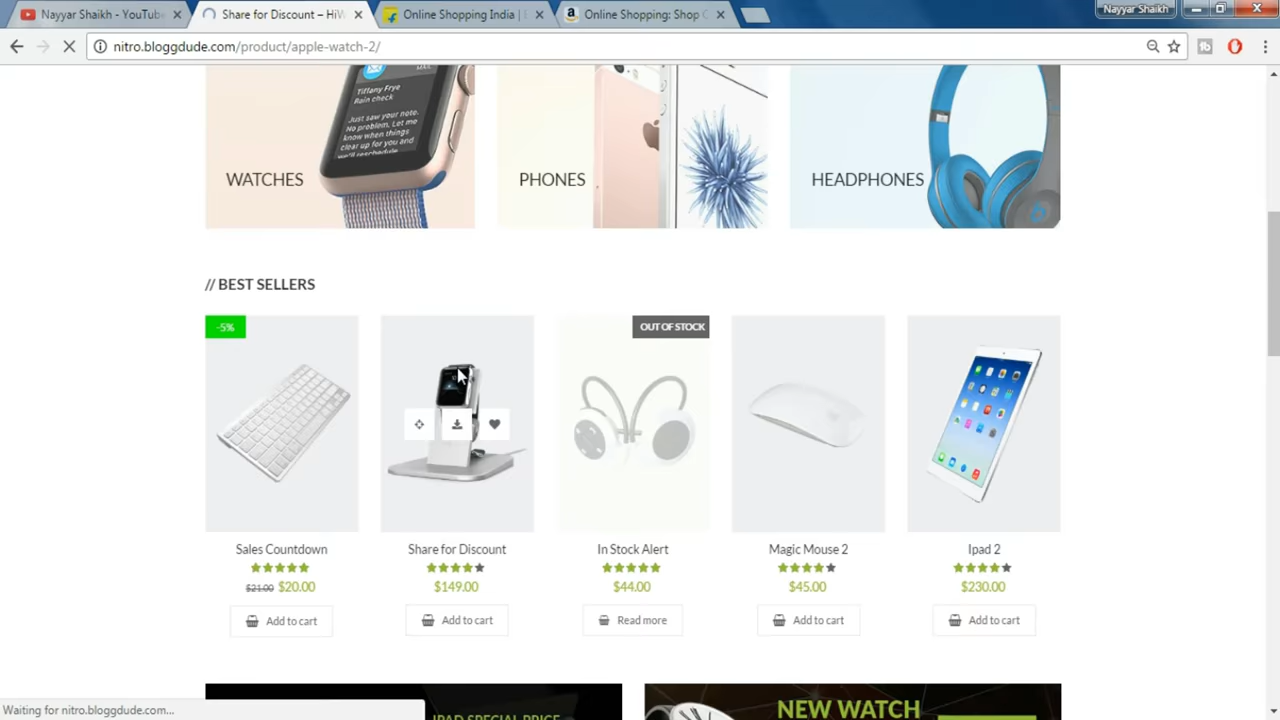 Nayyar Shaikh - YouTube
Share for Discount – HiW
Online Shopping India |
Online Shopping: Shop
Nayyar Shaikh
nitro.bloggdude.com/product/apple-watch-2/
Tiffany Frye
Rain check
Just saw your note.
No problem. Let me
know when things
clear up for you and
we'll reschedule
WATCHES
PHONES
HEADPHONES
// BEST SELLERS
-5%
OUT OF STOCK
Sales Countdown
Share for Discount
In Stock Alert
Magic Mouse 2
Ipad 2
$21.00 $20.00
$149.00
$44.00
$45.00
$230.00
Add to cart
Add to cart
Read more
Add to cart
Add to cart
Waiting for nitro.bloggdude.com...
IPAD SPECIAL PRICE
NEW WATCH